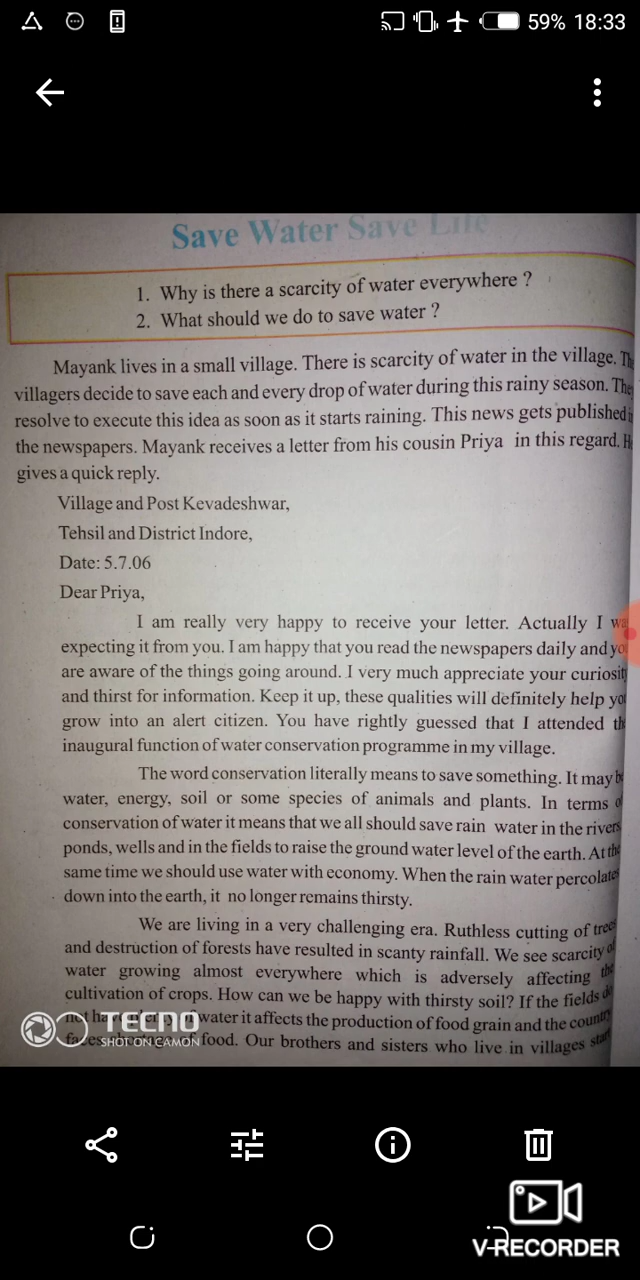 59% 18:33
Save Water Save Life
1. Why is there a scarcity of water everywhere ?
2. What should we do to save water ?
Mayank lives in a small village. There is scarcity of water in the village.
villagers decide to save each and every drop of water during this rainy season. They
resolve to execute this idea as soon as it starts raining. This news gets published
the newspapers. Mayank receives a letter from his cousin Priya in this regard.
gives a quick reply.
Village and Post Kevadeshwar,
Tehsil and District Indore,
Date: 5.7.06
Dear Priya,
I am really very happy to receive your letter. Actually I
expecting it from you. I am happy that you read the newspapers daily and
are aware of the things going around. I very much appreciate your curiosity
and thirst for information. Keep it up, these qualities will definitely help
grow into an alert citizen. You have rightly guessed that I attended the
inaugural function of water conservation programme in my village.
The word conservation literally means to save something. It may be
water, energy, soil or some species of animals and plants. In terms of
conservation of water it means that we all should save rain water in the rivers
ponds, wells and in the fields to raise the ground water level of the earth. At the
same time we should use water with economy. When the rain water percolates
down into the earth, it no longer remains thirsty.
We are living in a very challenging era. Ruthless cutting of trees
and destruction of forests have resulted in scanty rainfall. We see scarcity of
water growing almost everywhere which is adversely affecting the
cultivation of crops. How can we be happy with thirsty soil? If the fields do
not have of water it affects the production of food grain and the country
faces of food. Our brothers and sisters who live in villages start
TECNO
SHOT ON CAMON
V-RECORDER